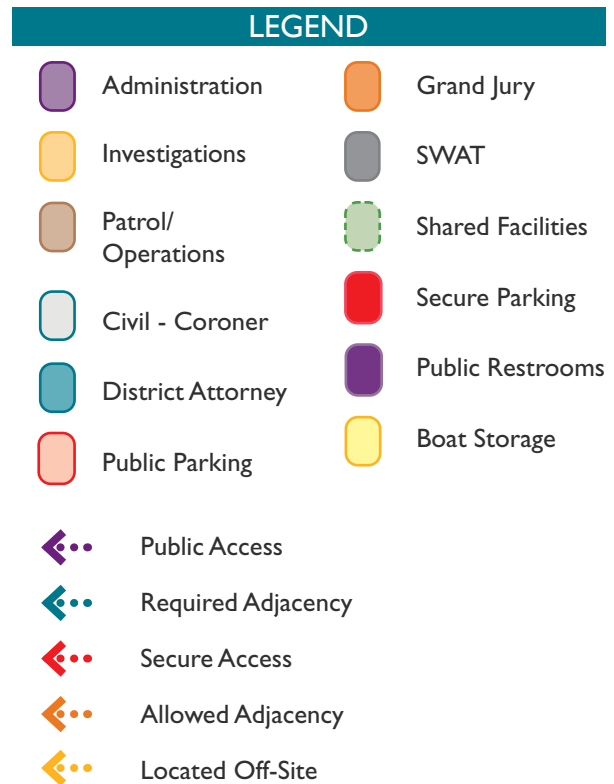 LEGEND
Administration
Investigations
Patrol/
Operations
Civil - Coroner
District Attorney
Public Parking
Grand Jury
SWAT
Shared Facilities
Secure Parking
Public Restrooms
Boat Storage
Public Access
Required Adjacency
Secure Access
Allowed Adjacency
Located Off-Site